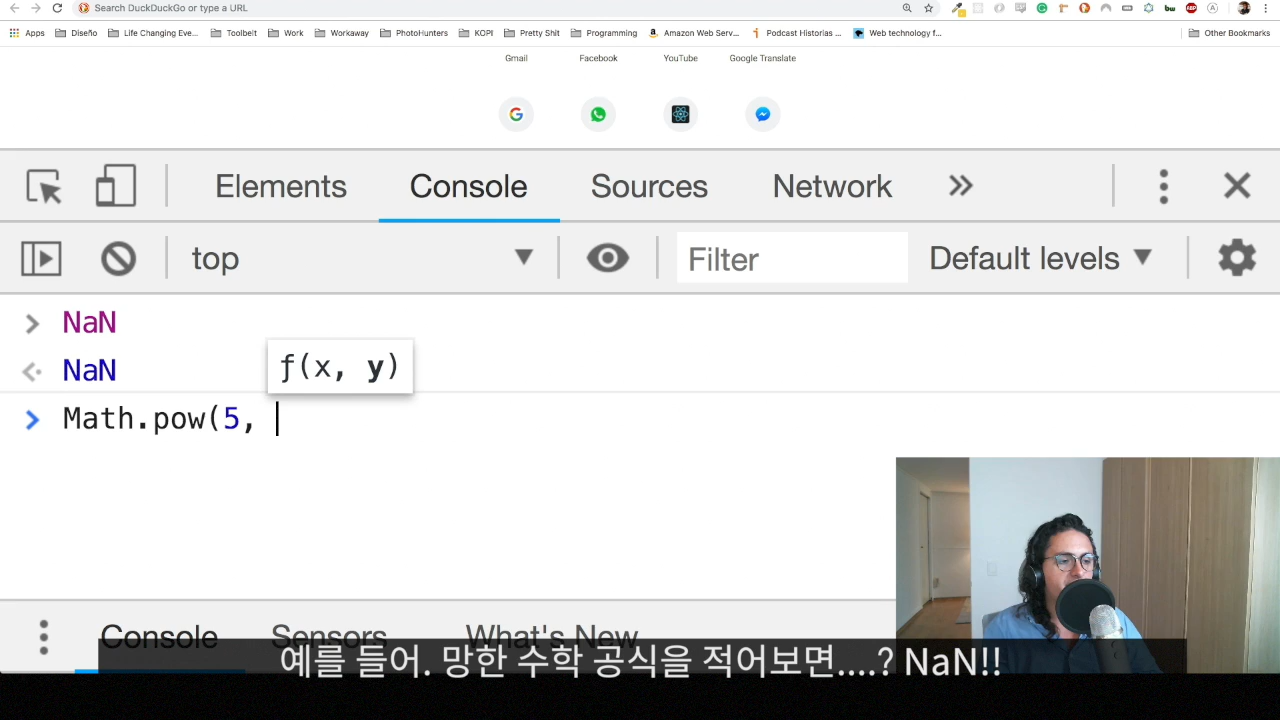 Search DuckDuckGo or type a URL
Apps Diseño Life Changing Eve... Toolbelt Work Workaway PhotoHunters KOPI Pretty Shit Programming Amazon Web Serv... Podcast Historias ... Web technology f... Other Bookmarks
Gmail Facebook YouTube Google Translate
Elements Console Sources Network
top Filter Default levels
NaN
NaN
ƒ(x, y)
Math.pow(5,
Console Sensors What's New
예를 들어. 망한 수학 공식을 적어보면....? NaN!!